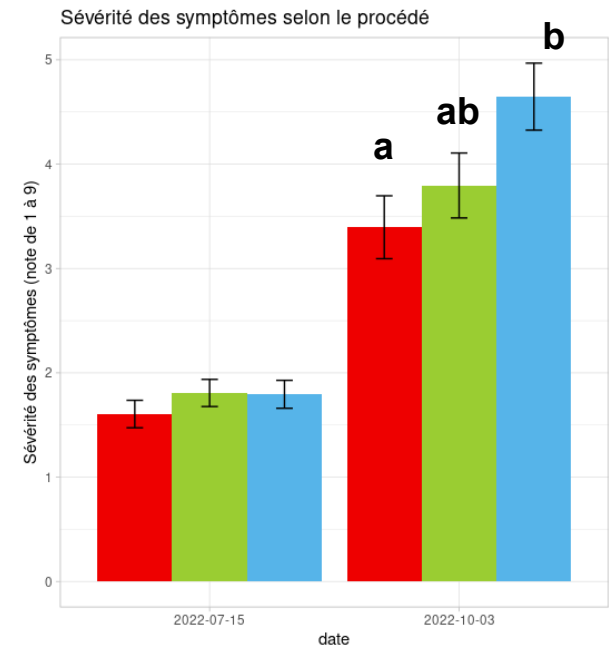 Sévérité des symptômes selon le procédé
b
ab
a
Sévérité des symptômes (note de 1 à 9)
5
4
3
2
1
0
2022-07-15 2022-10-03
date